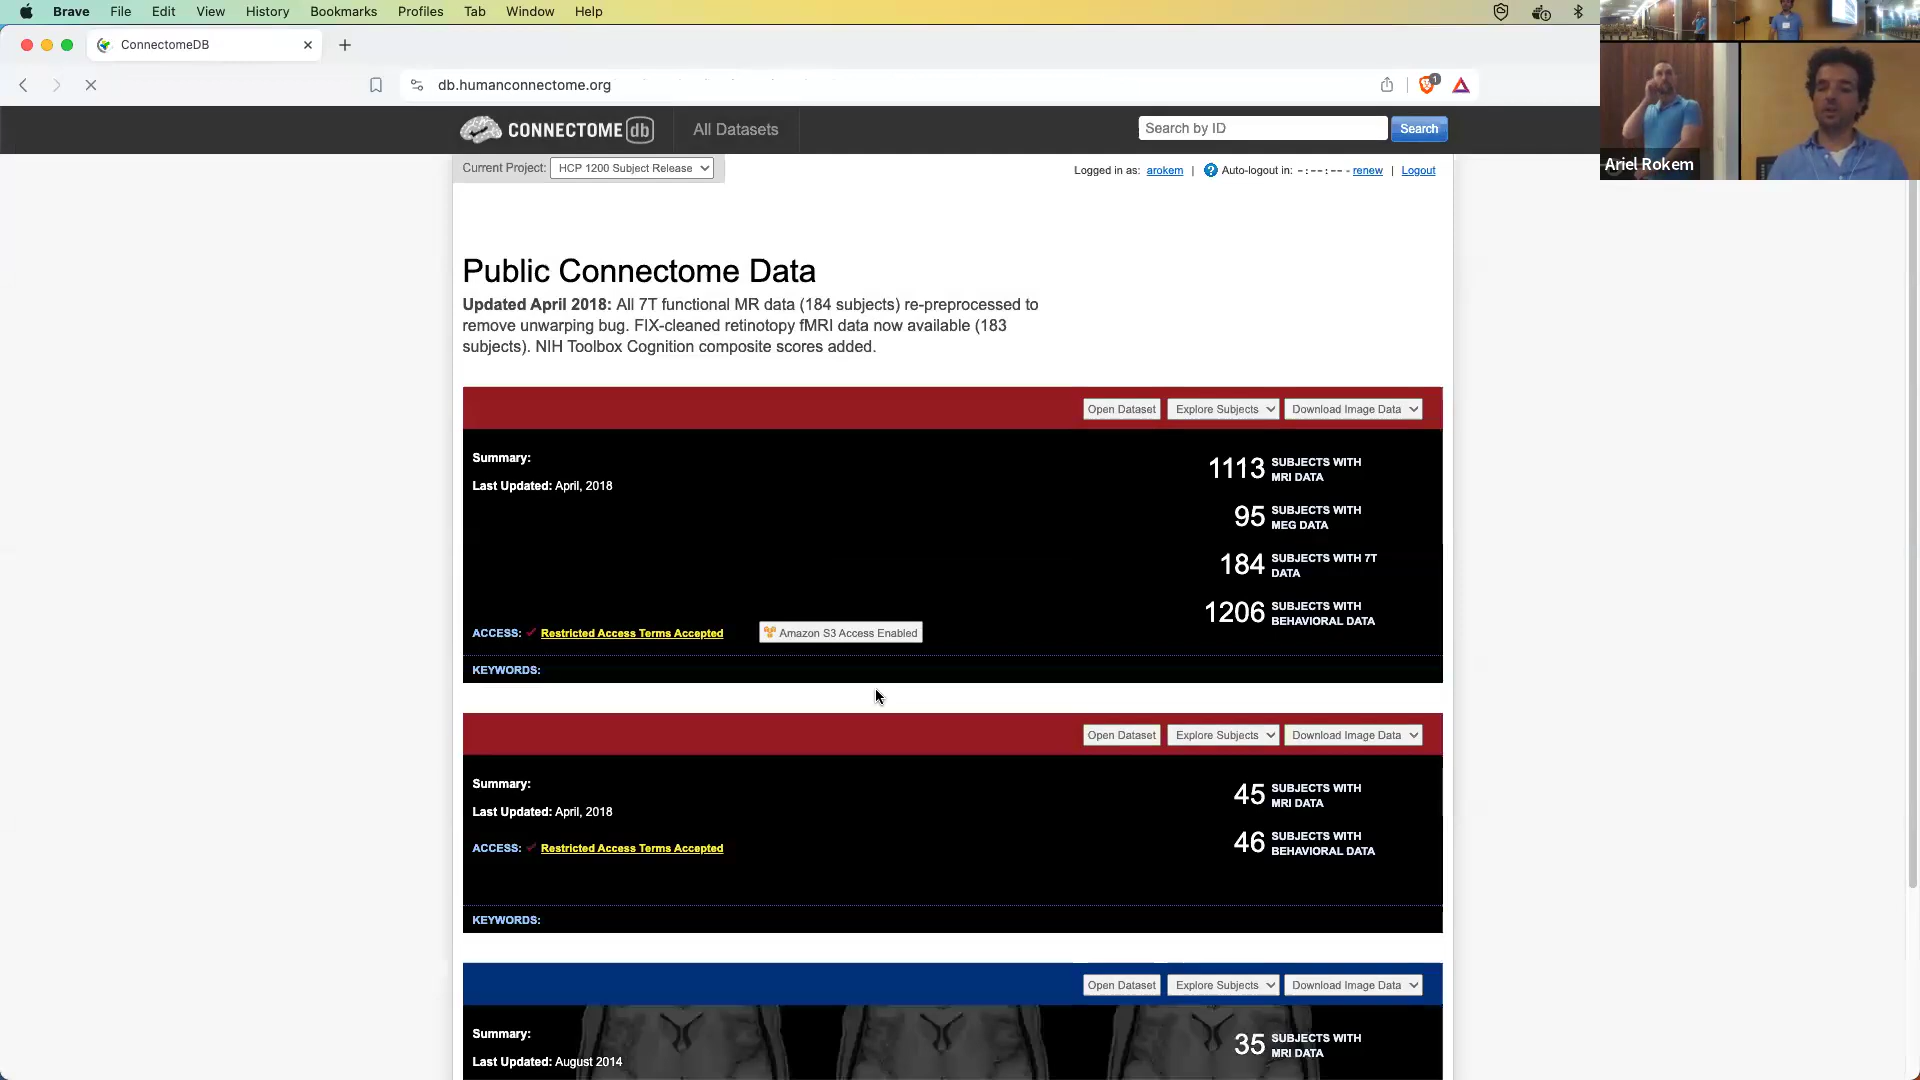 Brave File Edit View History Bookmarks Profiles Tab Window Help
ConnectomeDB
db.humanconnectome.org
1
CONNECTOME db All Datasets
Search by ID Search
Ariel Rokem
Current Project: HCP 1200 Subject Release
Logged in as: arokem | ? Auto-logout in: -:--:-- - renew | Logout
Public Connectome Data
Updated April 2018: All 7T functional MR data (184 subjects) re-preprocessed to
remove unwarping bug. FIX-cleaned retinotopy fMRI data now available (183
subjects). NIH Toolbox Cognition composite scores added.
Open Dataset Explore Subjects Download Image Data
Summary:
Last Updated: April, 2018
1113 SUBJECTS WITH
MRI DATA
95 SUBJECTS WITH
MEG DATA
184 SUBJECTS WITH 7T
DATA
1206 SUBJECTS WITH
BEHAVIORAL DATA
ACCESS: Restricted Access Terms Accepted Amazon S3 Access Enabled
KEYWORDS:
Open Dataset Explore Subjects Download Image Data
Summary:
Last Updated: April, 2018
45 SUBJECTS WITH
MRI DATA
46 SUBJECTS WITH
BEHAVIORAL DATA
ACCESS: Restricted Access Terms Accepted
KEYWORDS:
Open Dataset Explore Subjects Download Image Data
Summary:
Last Updated: August 2014
35 SUBJECTS WITH
MRI DATA